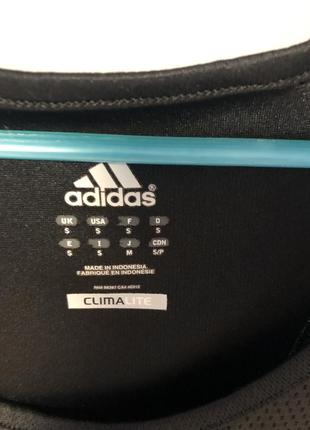 adidas®
UK USA F D
S S S S
E I J CDN
S S M S/P
MADE IN INDONESIA.
FABRIQUÉ EN INDONÉSIE
CLIMALITE